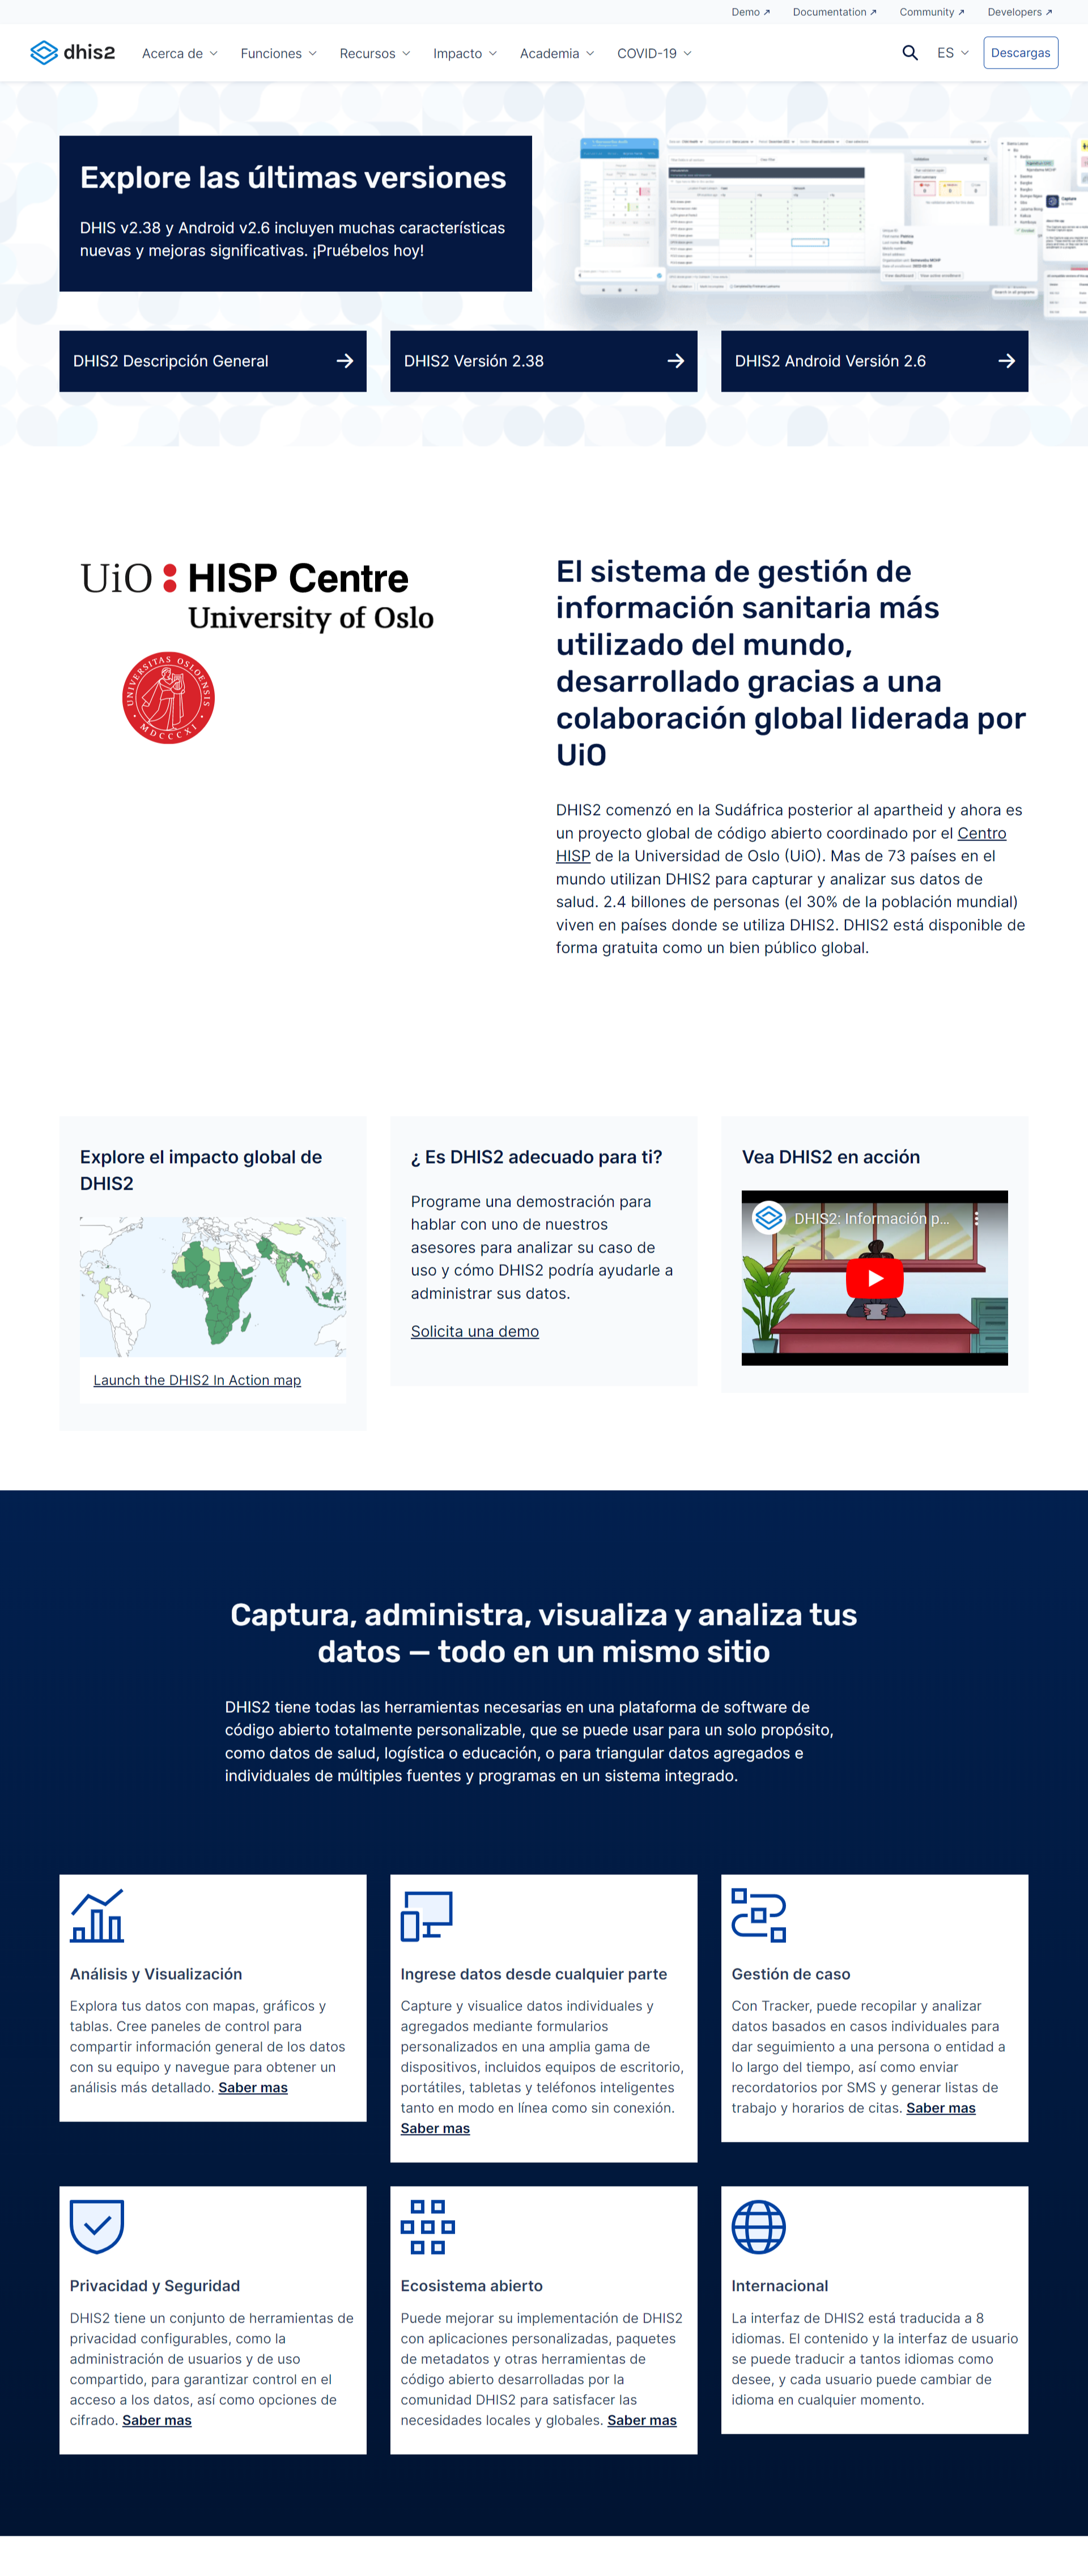 Demo ↗ Documentation ↗ Community ↗ Developers ↗
dhis2 Acerca de Funciones Recursos Impacto Academia COVID-19 ES Descargas
Explore las últimas versiones
DHIS v2.38 y Android v2.6 incluyen muchas características
nuevas y mejoras significativas. ¡Pruébelos hoy!
DHIS2 Descripción General →
DHIS2 Versión 2.38 →
DHIS2 Android Versión 2.6 →
UiO : HISP Centre
University of Oslo
UNIVERSITAS OSLOENSIS
MDCCCXI
El sistema de gestión de
información sanitaria más
utilizado del mundo,
desarrollado gracias a una
colaboración global liderada por
UiO
DHIS2 comenzó en la Sudáfrica posterior al apartheid y ahora es
un proyecto global de código abierto coordinado por el Centro
HISP de la Universidad de Oslo (UiO). Mas de 73 países en el
mundo utilizan DHIS2 para capturar y analizar sus datos de
salud. 2.4 billones de personas (el 30% de la población mundial)
viven en países donde se utiliza DHIS2. DHIS2 está disponible de
forma gratuita como un bien público global.
Explore el impacto global de
DHIS2
Launch the DHIS2 In Action map
¿ Es DHIS2 adecuado para ti?
Programe una demostración para
hablar con uno de nuestros
asesores para analizar su caso de
uso y cómo DHIS2 podría ayudarle a
administrar sus datos.
Solicita una demo
Vea DHIS2 en acción
DHIS2: Información p...
Captura, administra, visualiza y analiza tus
datos — todo en un mismo sitio
DHIS2 tiene todas las herramientas necesarias en una plataforma de software de
código abierto totalmente personalizable, que se puede usar para un solo propósito,
como datos de salud, logística o educación, o para triangular datos agregados e
individuales de múltiples fuentes y programas en un sistema integrado.
Análisis y Visualización
Explora tus datos con mapas, gráficos y
tablas. Cree paneles de control para
compartir información general de los datos
con su equipo y navegue para obtener un
análisis más detallado. Saber mas
Ingrese datos desde cualquier parte
Capture y visualice datos individuales y
agregados mediante formularios
personalizados en una amplia gama de
dispositivos, incluidos equipos de escritorio,
portátiles, tabletas y teléfonos inteligentes
tanto en modo en línea como sin conexión.
Saber mas
Gestión de caso
Con Tracker, puede recopilar y analizar
datos basados en casos individuales para
dar seguimiento a una persona o entidad a
lo largo del tiempo, así como enviar
recordatorios por SMS y generar listas de
trabajo y horarios de citas. Saber mas
Privacidad y Seguridad
DHIS2 tiene un conjunto de herramientas de
privacidad configurables, como la
administración de usuarios y de uso
compartido, para garantizar control en el
acceso a los datos, así como opciones de
cifrado. Saber mas
Ecosistema abierto
Puede mejorar su implementación de DHIS2
con aplicaciones personalizadas, paquetes
de metadatos y otras herramientas de
código abierto desarrolladas por la
comunidad DHIS2 para satisfacer las
necesidades locales y globales. Saber mas
Internacional
La interfaz de DHIS2 está traducida a 8
idiomas. El contenido y la interfaz de usuario
se puede traducir a tantos idiomas como
desee, y cada usuario puede cambiar de
idioma en cualquier momento.